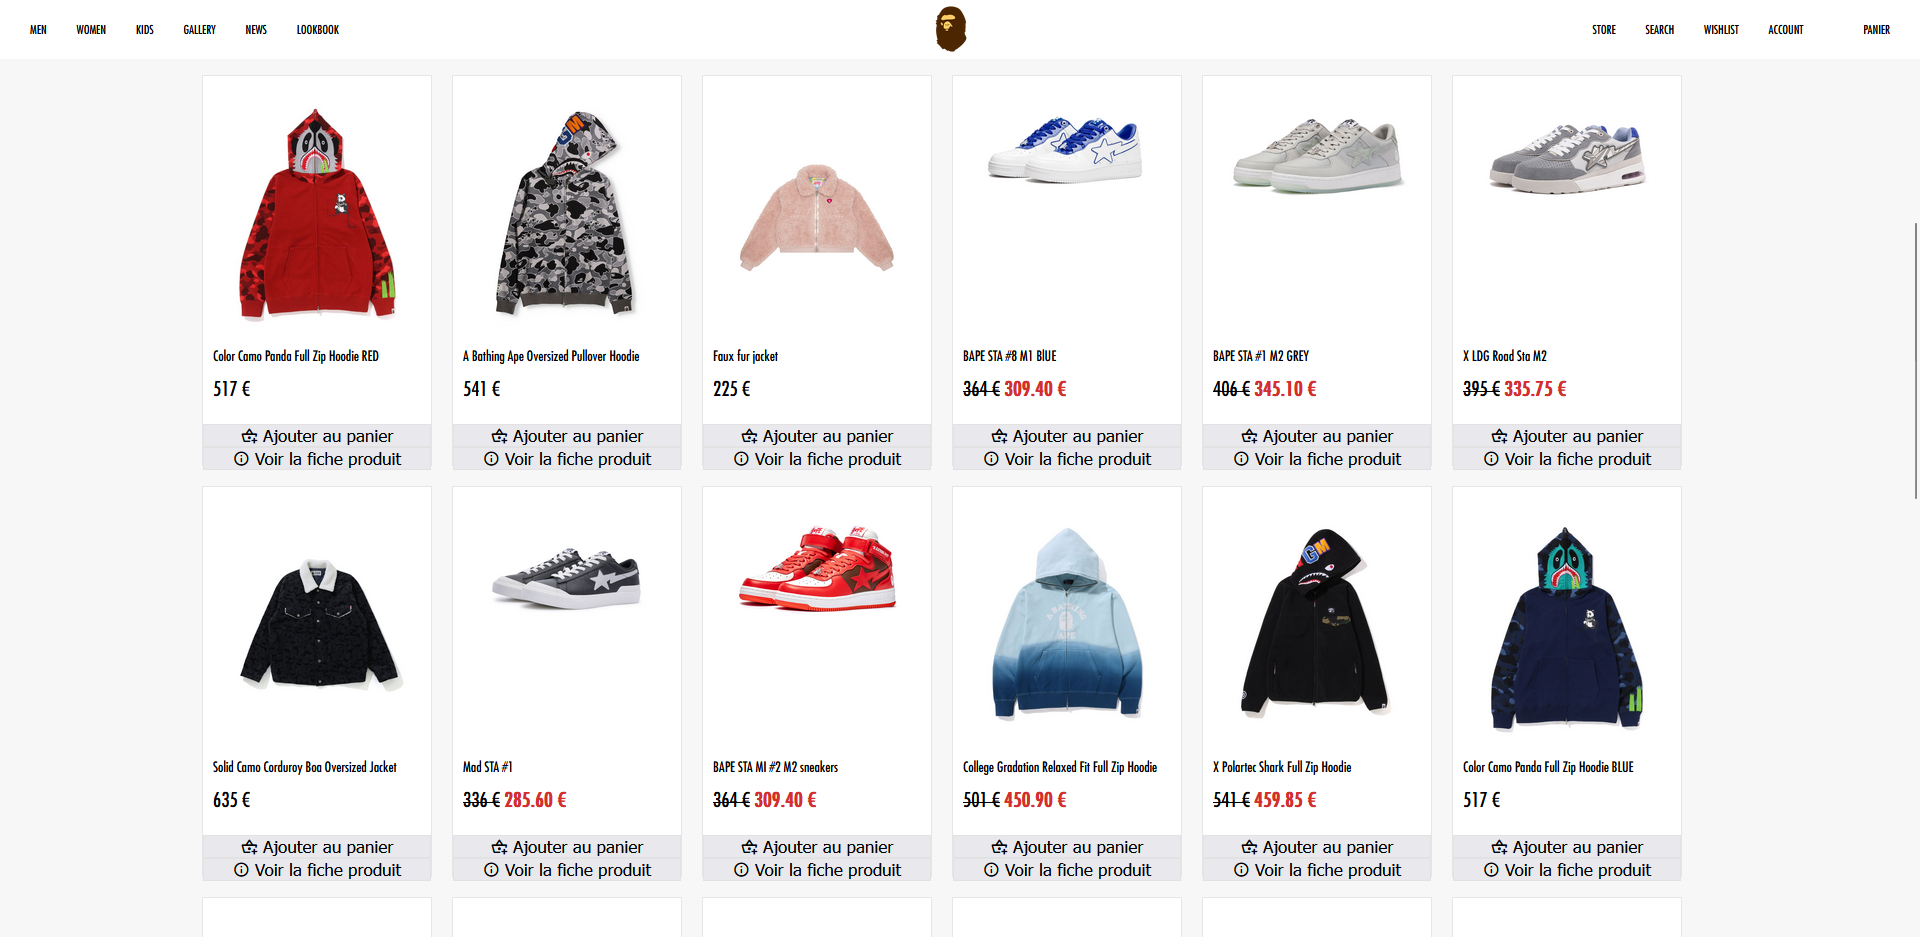 MEN WOMEN KIDS GALLERY NEWS LOOKBOOK STORE SEARCH WISHLIST ACCOUNT PANIER
Color Camo Panda Full Zip Hoodie RED
517 €
Ajouter au panier
Voir la fiche produit
A Bathing Ape Oversized Pullover Hoodie
541 €
Ajouter au panier
Voir la fiche produit
Faux fur jacket
225 €
Ajouter au panier
Voir la fiche produit
BAPE STA #8 M1 BlUE
364 € 309.40 €
Ajouter au panier
Voir la fiche produit
BAPE STA #1 M2 GREY
406 € 345.10 €
Ajouter au panier
Voir la fiche produit
X LDG Road Sta M2
395 € 335.75 €
Ajouter au panier
Voir la fiche produit
Solid Camo Corduroy Boa Oversized Jacket
635 €
Ajouter au panier
Voir la fiche produit
Mad STA #1
336 € 285.60 €
Ajouter au panier
Voir la fiche produit
BAPE STA MI #2 M2 sneakers
364 € 309.40 €
Ajouter au panier
Voir la fiche produit
College Gradation Relaxed Fit Full Zip Hoodie
501 € 450.90 €
Ajouter au panier
Voir la fiche produit
X Polartec Shark Full Zip Hoodie
541 € 459.85 €
Ajouter au panier
Voir la fiche produit
Color Camo Panda Full Zip Hoodie BLUE
517 €
Ajouter au panier
Voir la fiche produit